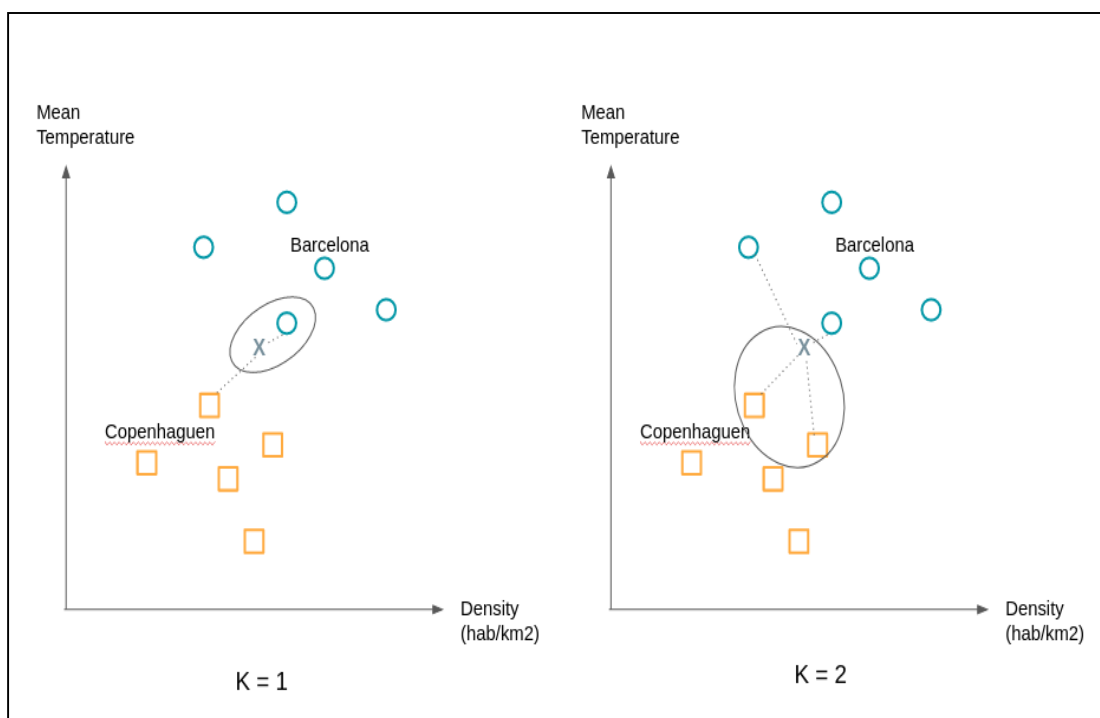 Mean
Temperature
Barcelona
X
Copenhaguen
Density
(hab/km2)
K = 1
Mean
Temperature
Barcelona
X
Copenhaguen
Density
(hab/km2)
K = 2